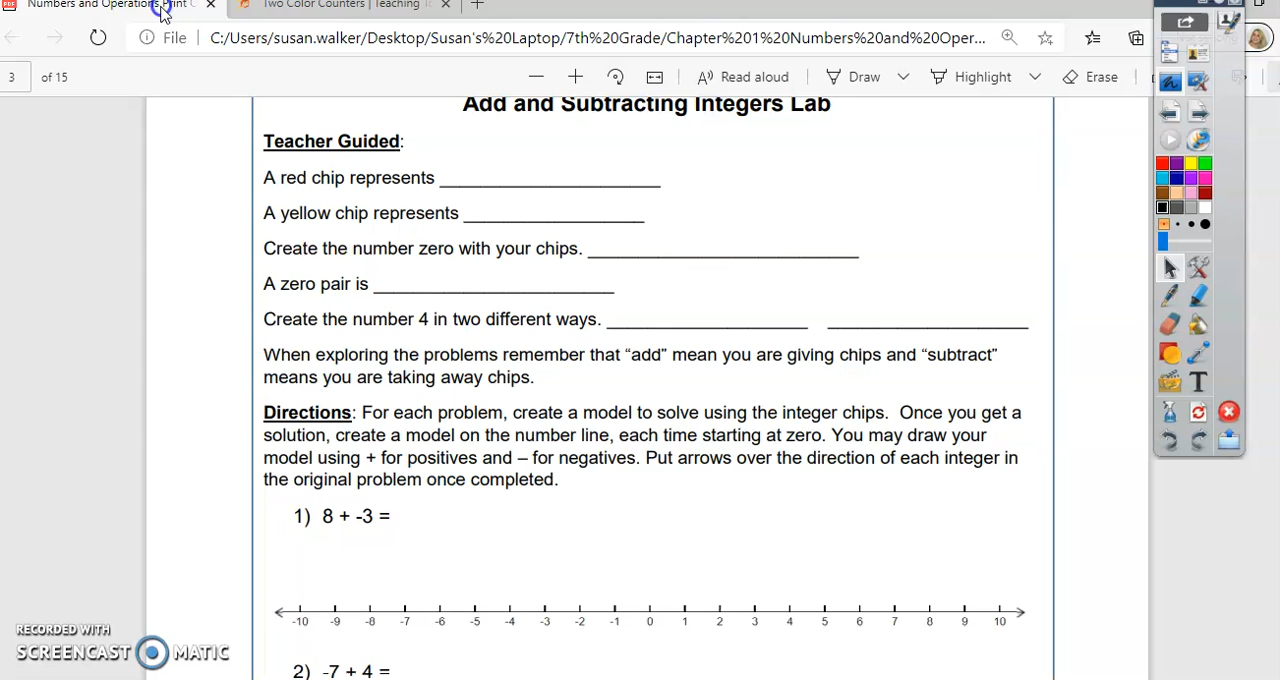 Numbers and Operations Print
Two Color Counters | Teaching
File
C:/Users/susan.walker/Desktop/Susan's%20Laptop/7th%20Grade/Chapter%201%20Numbers%20and%20Oper...
3 of 15
Read aloud
Draw
Highlight
Erase
Add and Subtracting Integers Lab
Teacher Guided:
A red chip represents ______________________
A yellow chip represents ___________________
Create the number zero with your chips. ____________________________
A zero pair is _________________________
Create the number 4 in two different ways. _____________________ _____________________
When exploring the problems remember that “add” mean you are giving chips and “subtract”
means you are taking away chips.
Directions: For each problem, create a model to solve using the integer chips. Once you get a
solution, create a model on the number line, each time starting at zero. You may draw your
model using + for positives and – for negatives. Put arrows over the direction of each integer in
the original problem once completed.
1) 8 + -3 =
-10 -9 -8 -7 -6 -5 -4 -3 -2 -1 0 1 2 3 4 5 6 7 8 9 10
2) -7 + 4 =
RECORDED WITH
SCREENCAST MATIC